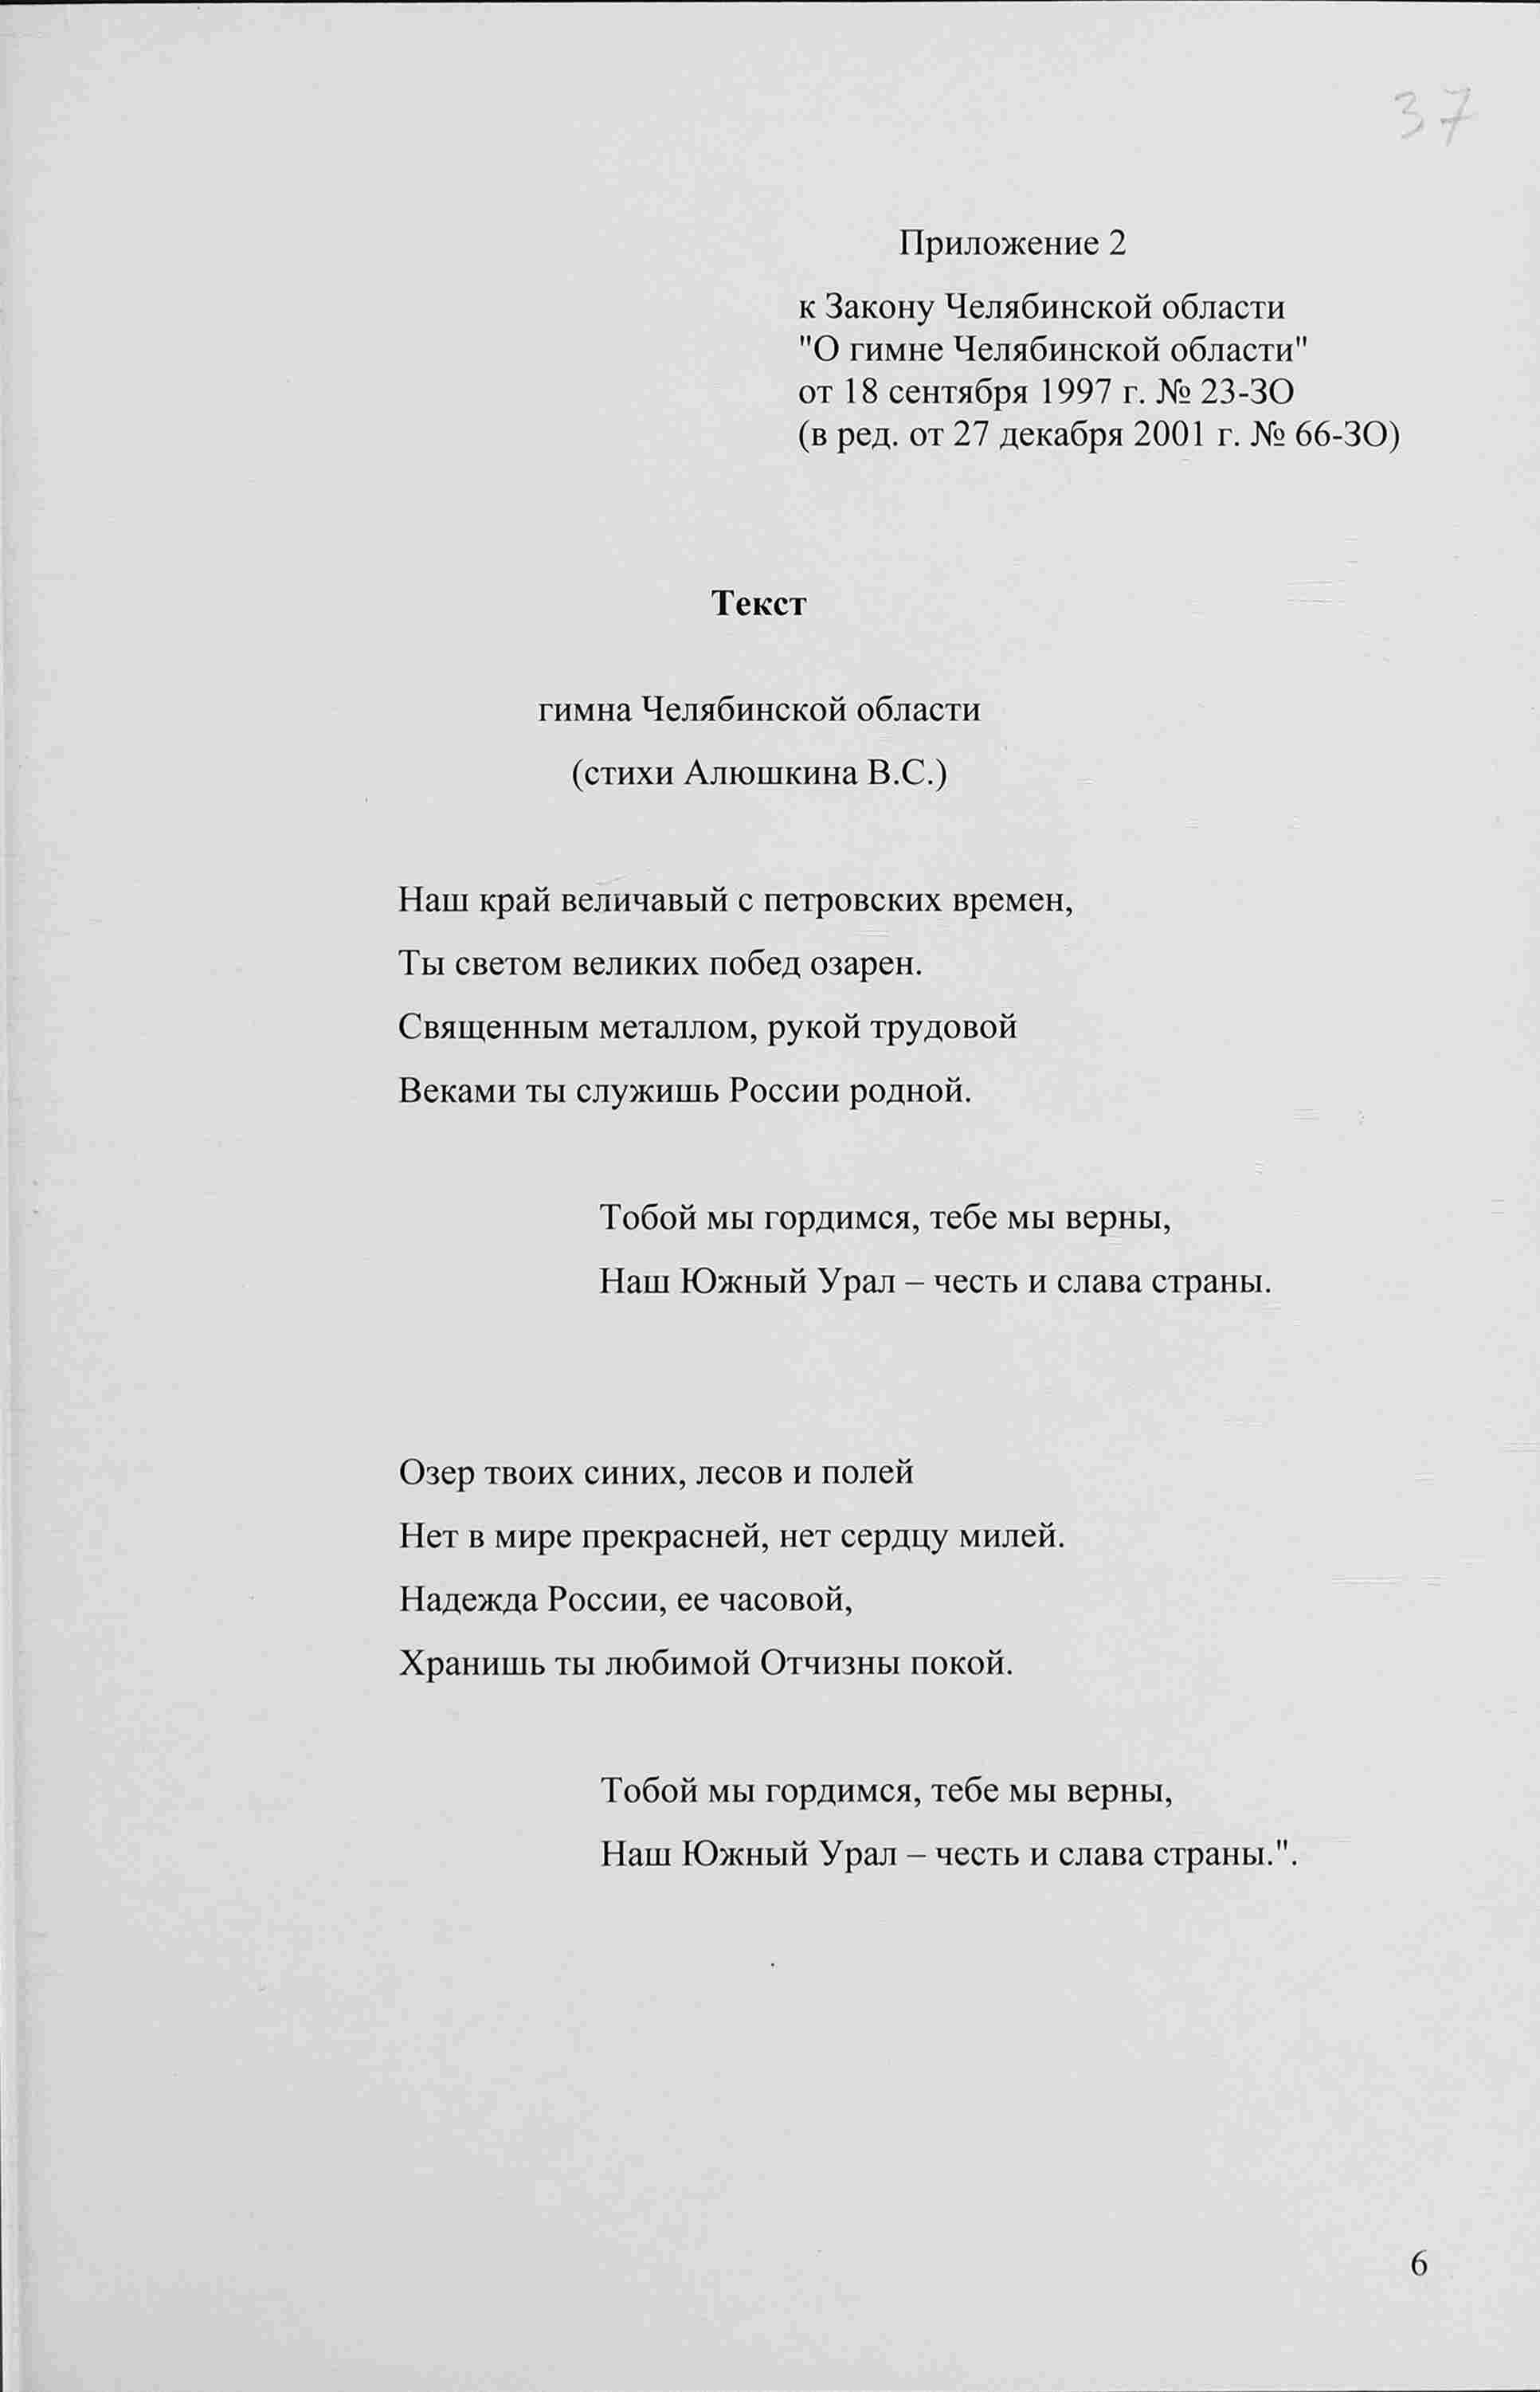 37
Приложение 2
к Закону Челябинской области
"О гимне Челябинской области"
от 18 сентября 1997 г. № 23-ЗО
(в ред. от 27 декабря 2001 г. № 66-ЗО)
Текст
гимна Челябинской области
(стихи Алюшкина В.С.)
Наш край величавый с петровских времен,
Ты светом великих побед озарен.
Священным металлом, рукой трудовой
Веками ты служишь России родной.
Тобой мы гордимся, тебе мы верны,
Наш Южный Урал – честь и слава страны.
Озер твоих синих, лесов и полей
Нет в мире прекрасней, нет сердцу милей.
Надежда России, ее часовой,
Хранишь ты любимой Отчизны покой.
Тобой мы гордимся, тебе мы верны,
Наш Южный Урал – честь и слава страны.".
6